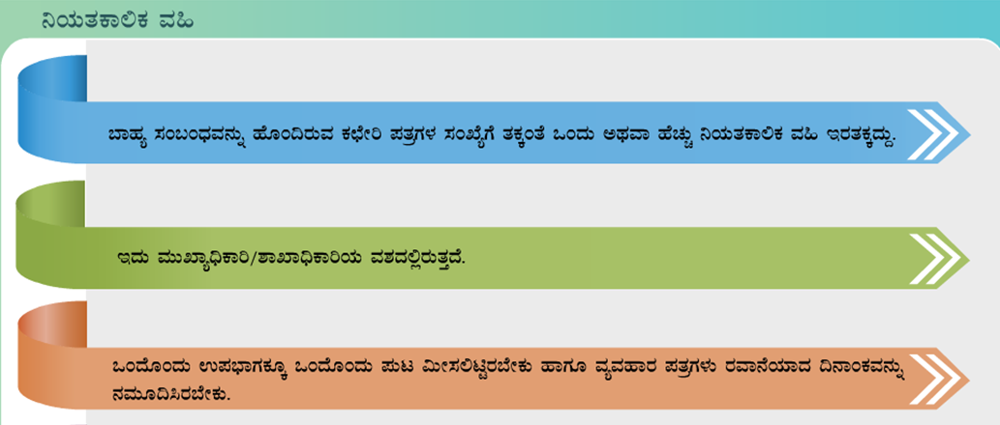 ನಿಯತಕಾಲಿಕ ವಹಿ
ಬಾಹ್ಯ ಸಂಬಂಧವನ್ನು ಹೊಂದಿರುವ ಕಛೇರಿ ಪತ್ರಗಳ ಸಂಖ್ಯೆಗೆ ತಕ್ಕಂತೆ ಒಂದು ಅಥವಾ ಹೆಚ್ಚು ನಿಯತಕಾಲಿಕ ವಹಿ ಇರತಕ್ಕದ್ದು.
ಇದು ಮುಖ್ಯಾಧಿಕಾರಿ/ಶಾಖಾಧಿಕಾರಿಯ ವಶದಲ್ಲಿರುತ್ತದೆ.
ಒಂದೊಂದು ಉಪಭಾಗಕ್ಕೂ ಒಂದೊಂದು ಪುಟ ಮೀಸಲಿಟ್ಟಿರಬೇಕು ಹಾಗೂ ವ್ಯವಹಾರ ಪತ್ರಗಳು ರವಾನೆಯಾದ ದಿನಾಂಕವನ್ನು
ನಮೂದಿಸಿರಬೇಕು.